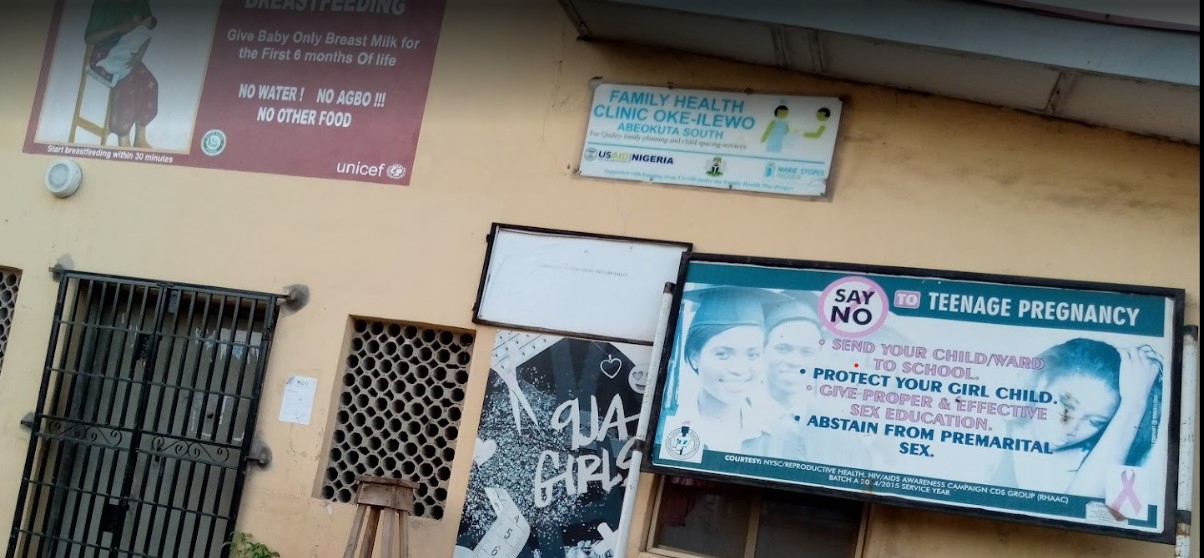 BREASTFEEDING
Give Baby Only Breast Milk for
the First 6 months Of life
NO WATER ! NO AGBO !!!
NO OTHER FOOD
Start breastfeeding within 30 minutes
unicef
FAMILY HEALTH
CLINIC OKE-ILEWO
ABEOKUTA SOUTH
For Quality family planning and child spacing services
USAID NIGERIA
MARIE STOPES
SAY
NO
TO TEENAGE PREGNANCY
• SEND YOUR CHILD/WARD
TO SCHOOL.
• PROTECT YOUR GIRL CHILD.
• GIVE PROPER & EFFECTIVE
SEX EDUCATION.
• ABSTAIN FROM PREMARITAL
SEX.
COURTESY: NYSC/REPRODUCTIVE HEALTH, HIV/AIDS AWARENESS CAMPAIGN CDS GROUP (RHAAC)
BATCH A 2014/2015 SERVICE YEAR
9JA
GIRLS